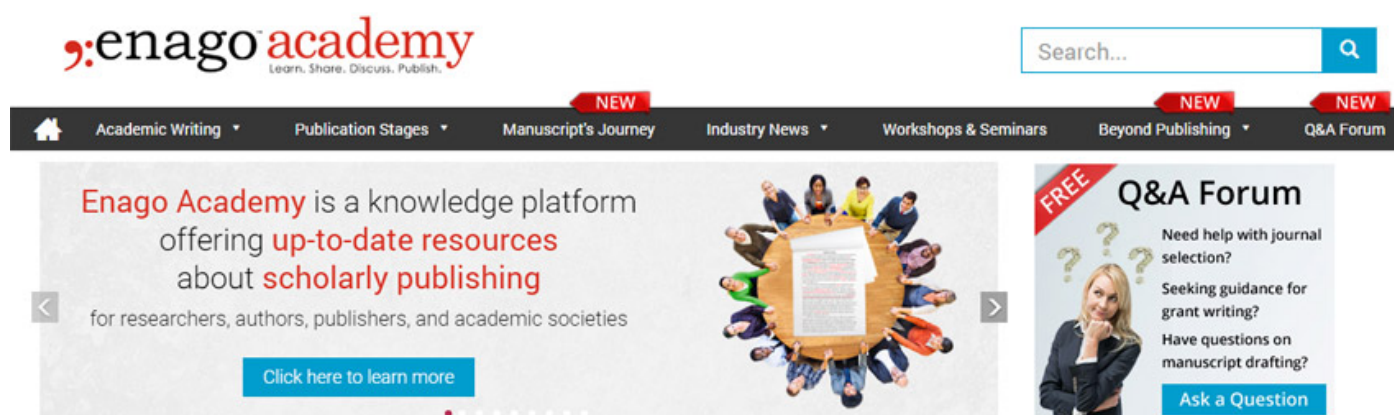 enago academy
Learn. Share. Discuss. Publish.
Search...
NEW
NEW
NEW
Academic Writing
Publication Stages
Manuscript's Journey
Industry News
Workshops & Seminars
Beyond Publishing
Q&A Forum
Enago Academy is a knowledge platform
offering up-to-date resources
about scholarly publishing
for researchers, authors, publishers, and academic societies
Click here to learn more
FREE
Q&A Forum
Need help with journal
selection?
Seeking guidance for
grant writing?
Have questions on
manuscript drafting?
Ask a Question